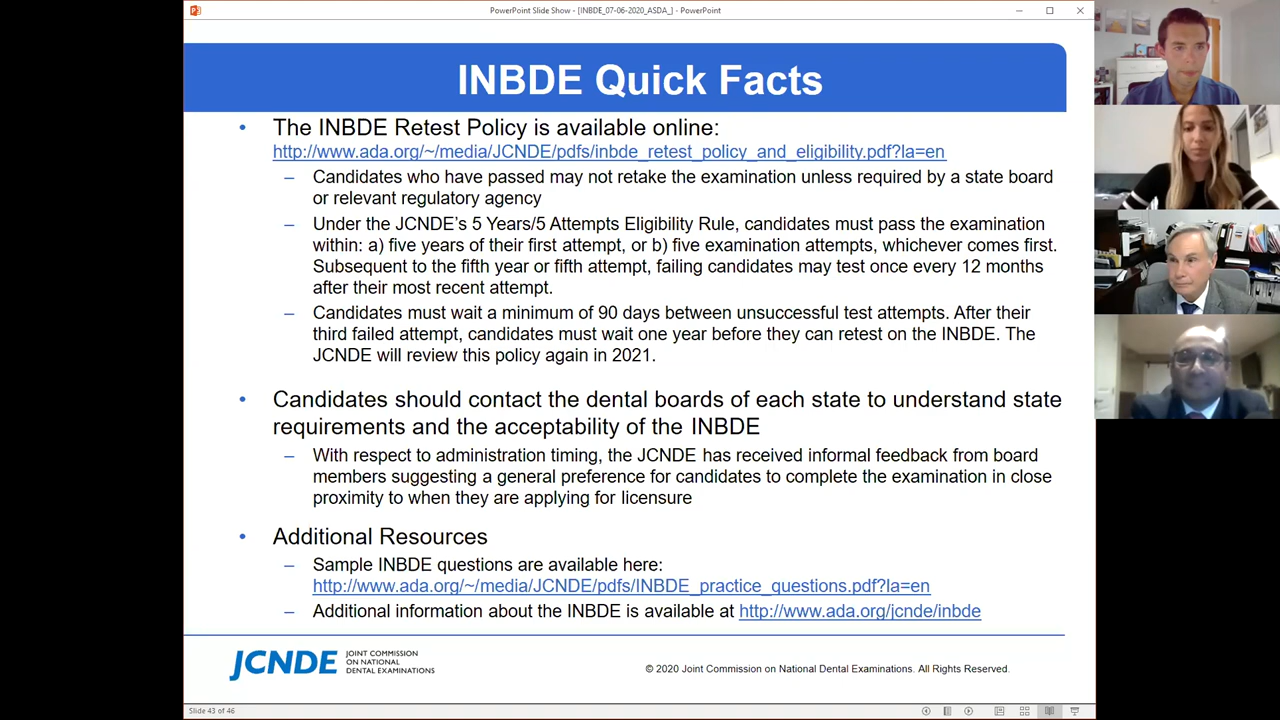 PowerPoint Slide Show - [INBDE_07-06-2020_ASDA_] - PowerPoint
INBDE Quick Facts
• The INBDE Retest Policy is available online:
http://www.ada.org/~/media/JCNDE/pdfs/inbde_retest_policy_and_eligibility.pdf?la=en
– Candidates who have passed may not retake the examination unless required by a state board
or relevant regulatory agency
– Under the JCNDE’s 5 Years/5 Attempts Eligibility Rule, candidates must pass the examination
within: a) five years of their first attempt, or b) five examination attempts, whichever comes first.
Subsequent to the fifth year or fifth attempt, failing candidates may test once every 12 months
after their most recent attempt.
– Candidates must wait a minimum of 90 days between unsuccessful test attempts. After their
third failed attempt, candidates must wait one year before they can retest on the INBDE. The
JCNDE will review this policy again in 2021.
• Candidates should contact the dental boards of each state to understand state
requirements and the acceptability of the INBDE
– With respect to administration timing, the JCNDE has received informal feedback from board
members suggesting a general preference for candidates to complete the examination in close
proximity to when they are applying for licensure
• Additional Resources
– Sample INBDE questions are available here:
http://www.ada.org/~/media/JCNDE/pdfs/INBDE_practice_questions.pdf?la=en
– Additional information about the INBDE is available at http://www.ada.org/jcnde/inbde
JCNDE
JOINT COMMISSION
ON NATIONAL
DENTAL EXAMINATIONS
© 2020 Joint Commission on National Dental Examinations. All Rights Reserved.
Slide 43 of 46